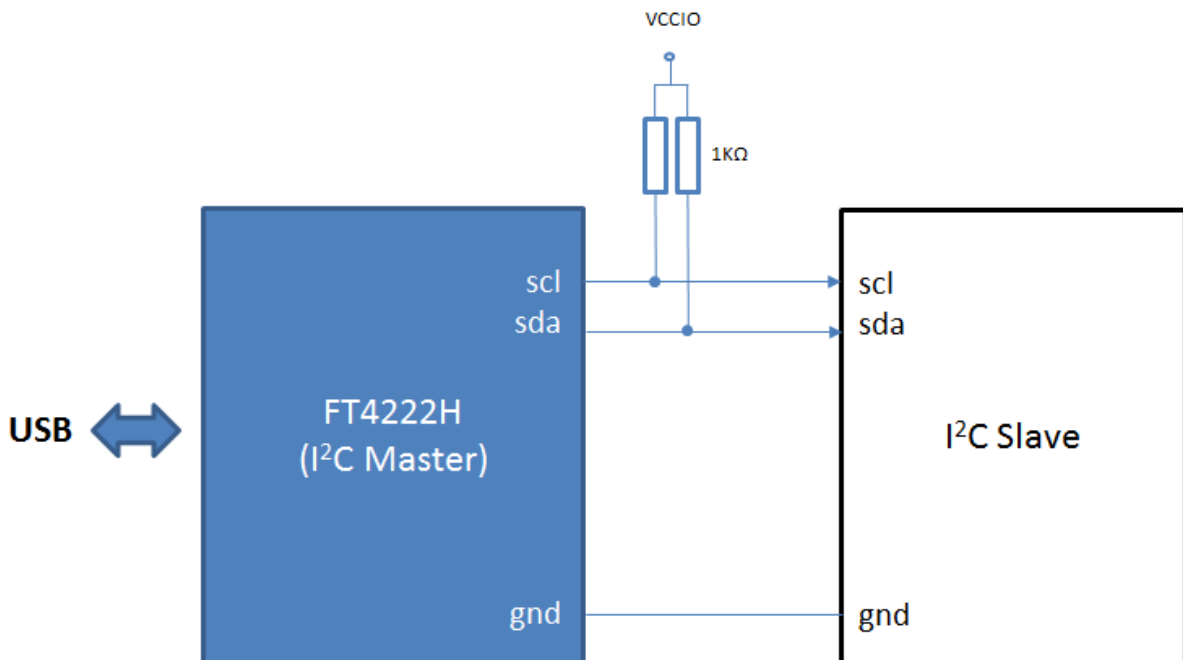 VCCIO
1KΩ
scl
scl
sda
sda
USB
FT4222H
(I²C Master)
I²C Slave
gnd
gnd